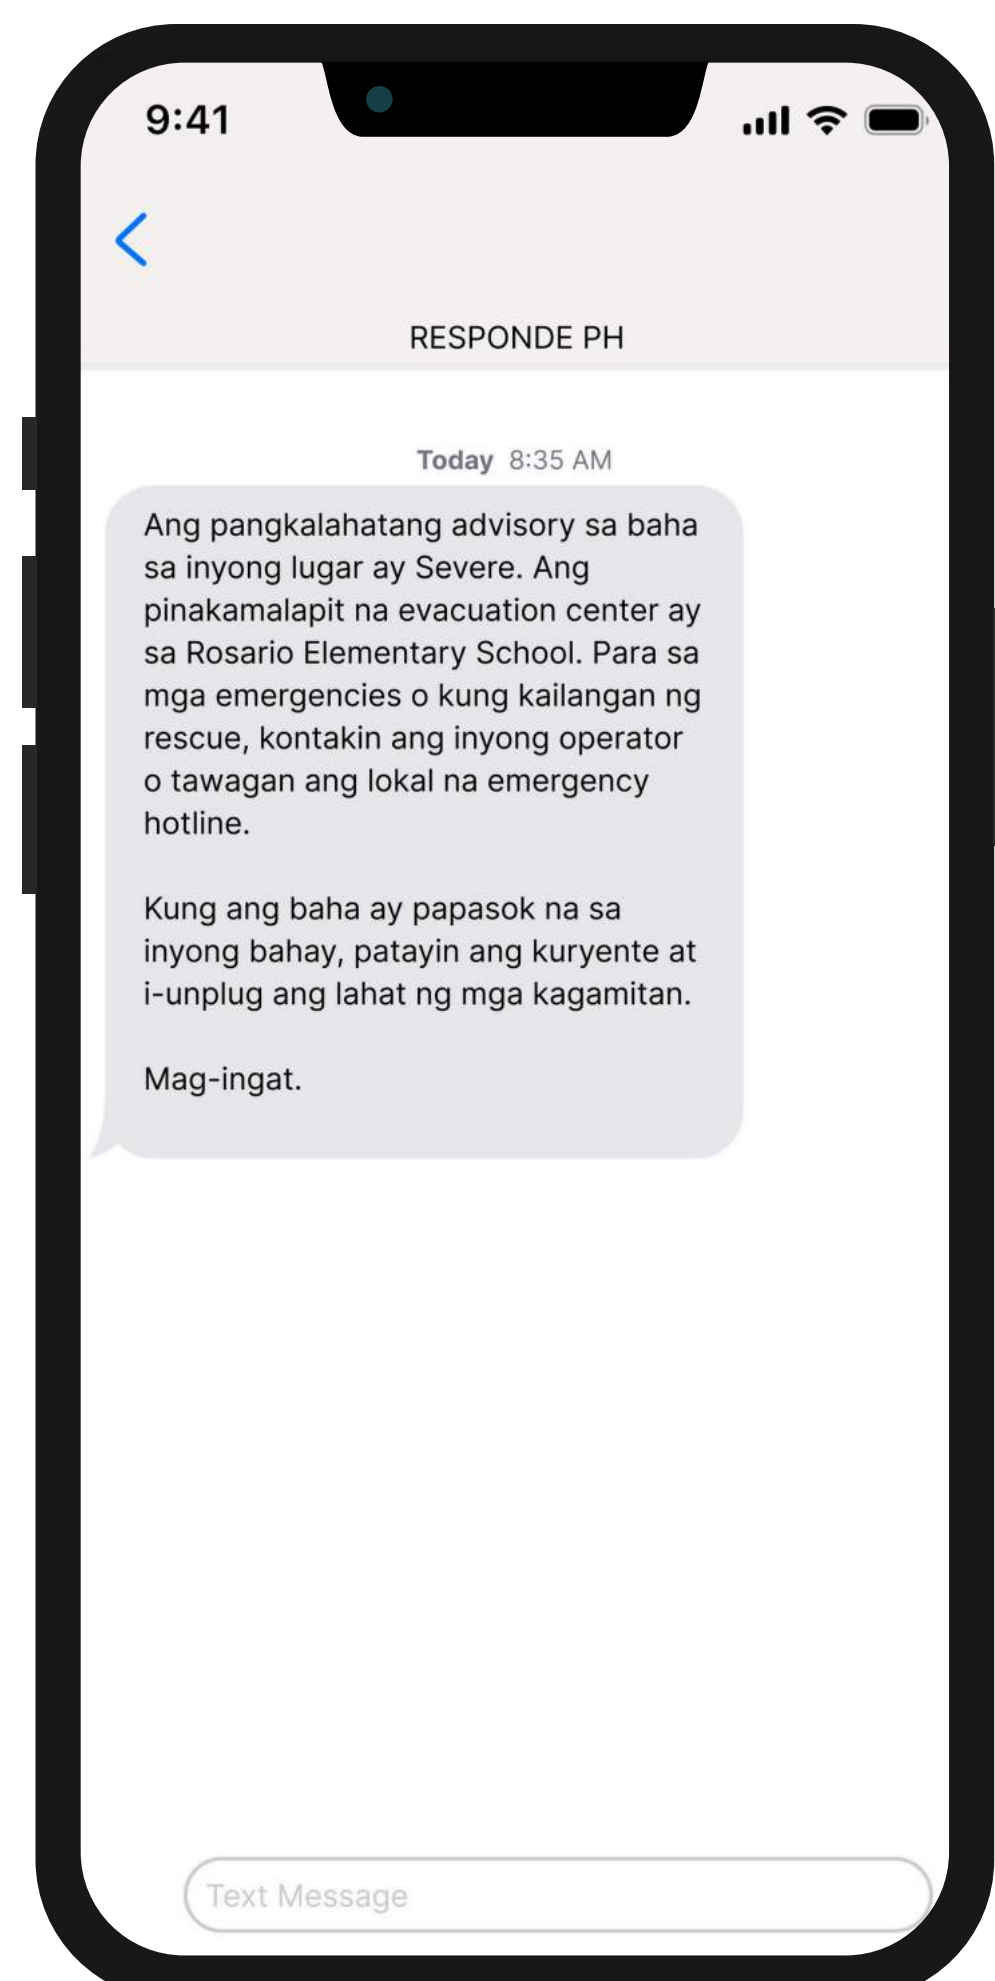 9:41
RESPONDE PH
Today 8:35 AM
Ang pangkalahatang advisory sa baha
sa inyong lugar ay Severe. Ang
pinakamalapit na evacuation center ay
sa Rosario Elementary School. Para sa
mga emergencies o kung kailangan ng
rescue, kontakin ang inyong operator
o tawagan ang lokal na emergency
hotline.
Kung ang baha ay papasok na sa
inyong bahay, patayin ang kuryente at
i-unplug ang lahat ng mga kagamitan.
Mag-ingat.
Text Message